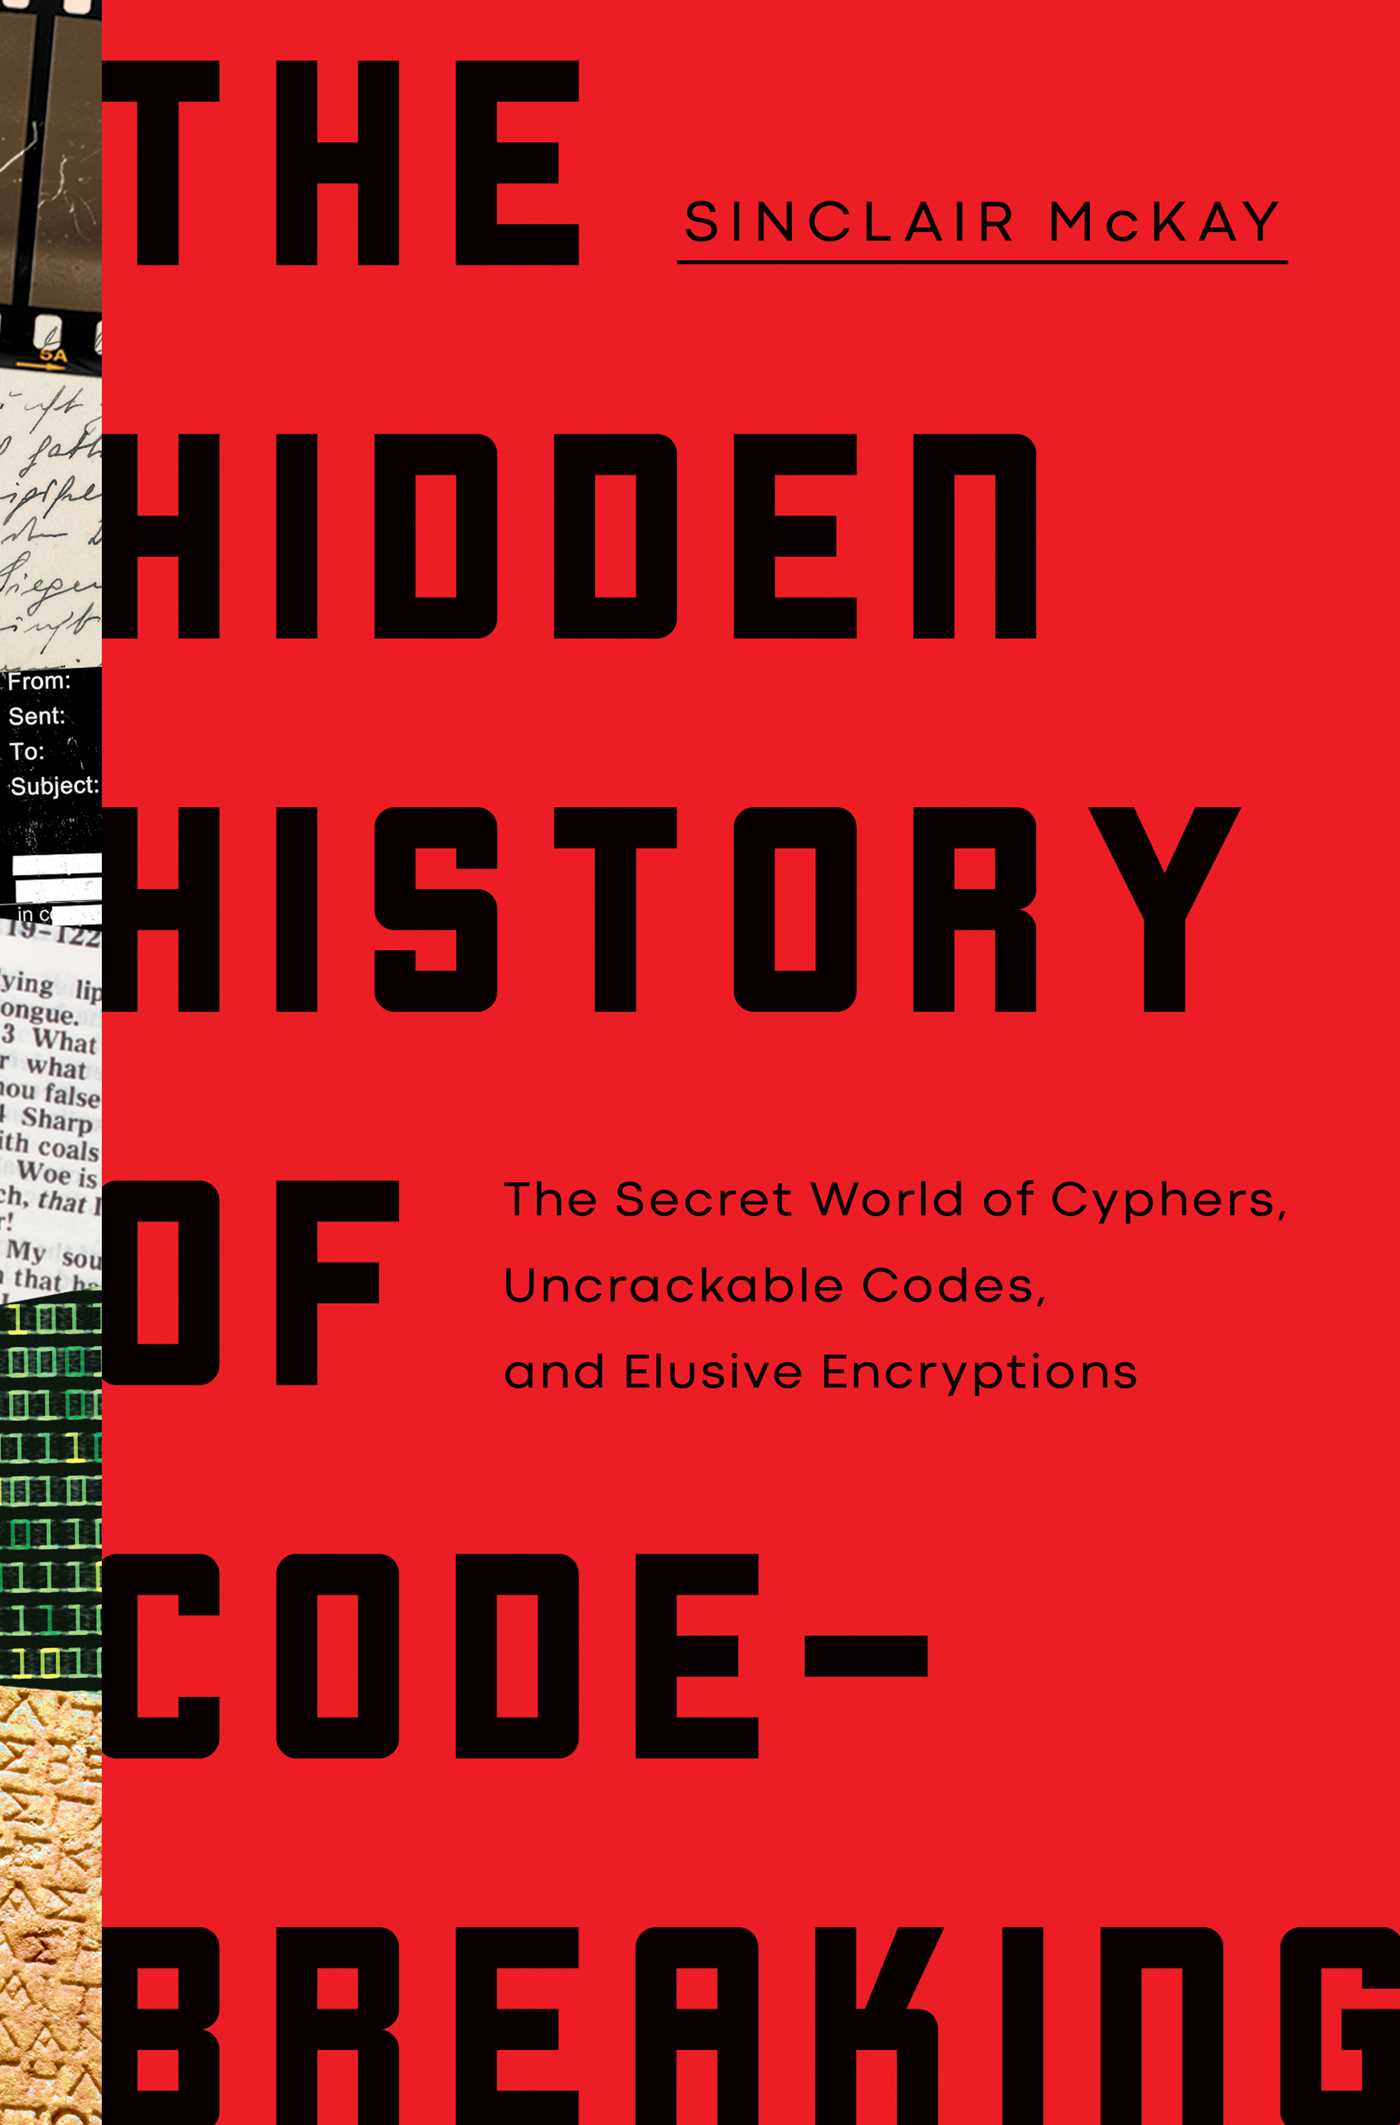 THE
SINCLAIR McKAY
HIDDEN
HISTORY
OF
The Secret World of Cyphers,
Uncrackable Codes,
and Elusive Encryptions
CODE-
BREAKING
5A
From:
Sent:
To:
Subject:
in
19-122
ying lip
ongue.
3 What
r what
hou false
4 Sharp
ith coals
Woe is
ch, that I
r!
My sou
that ha